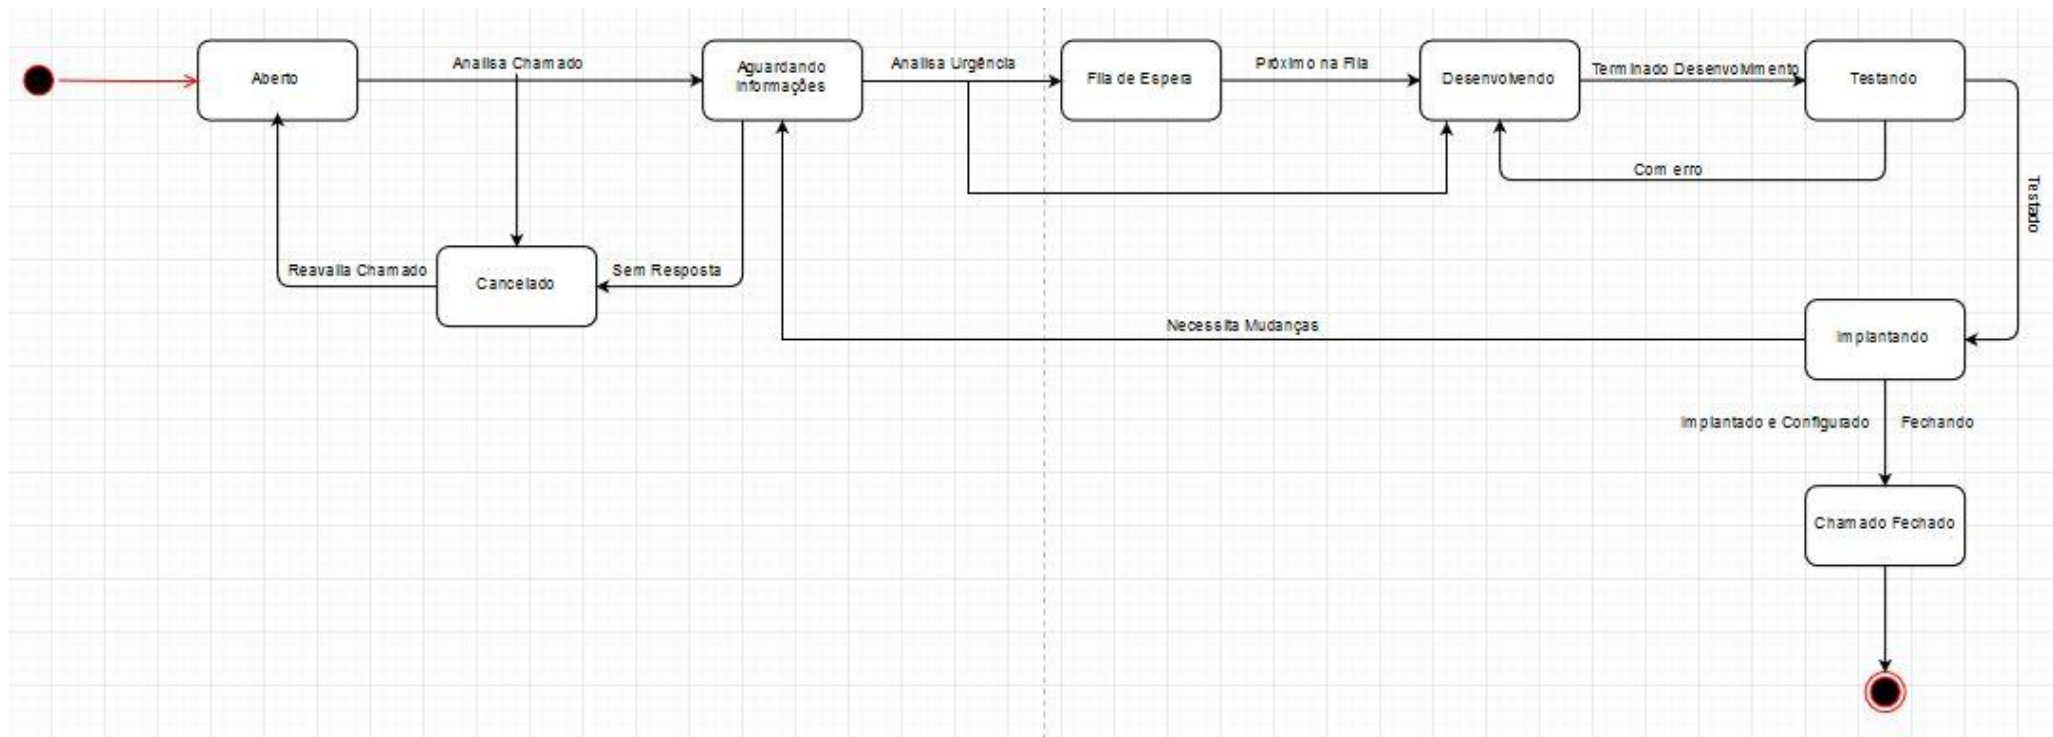 Aberto
Analisa Chamado
Aguardando
Informações
Analisa Urgência
Fila de Espera
Próximo na Fila
Desenvolvendo
Terminado Desenvolvimento
Testando
Com erro
Testado
Reavalia Chamado
Cancelado
Sem Resposta
Necessita Mudanças
Implantando
Implantado e Configurado
Fechando
Chamado Fechado